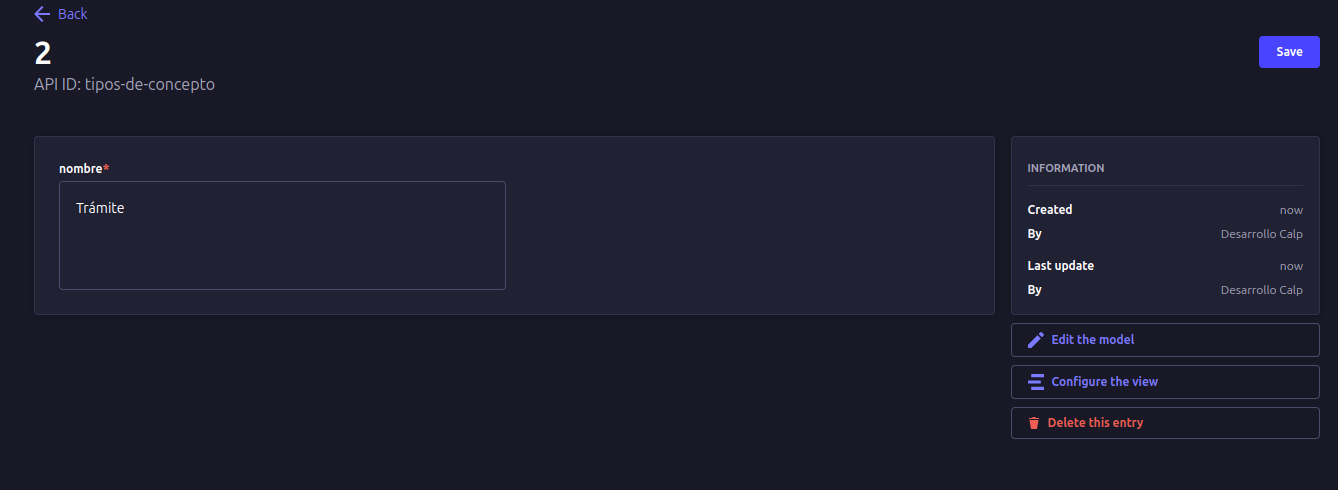 Back
2
Save
API ID: tipos-de-concepto
nombre*
Trámite
INFORMATION
Created now
By Desarrollo Calp
Last update now
By Desarrollo Calp
Edit the model
Configure the view
Delete this entry